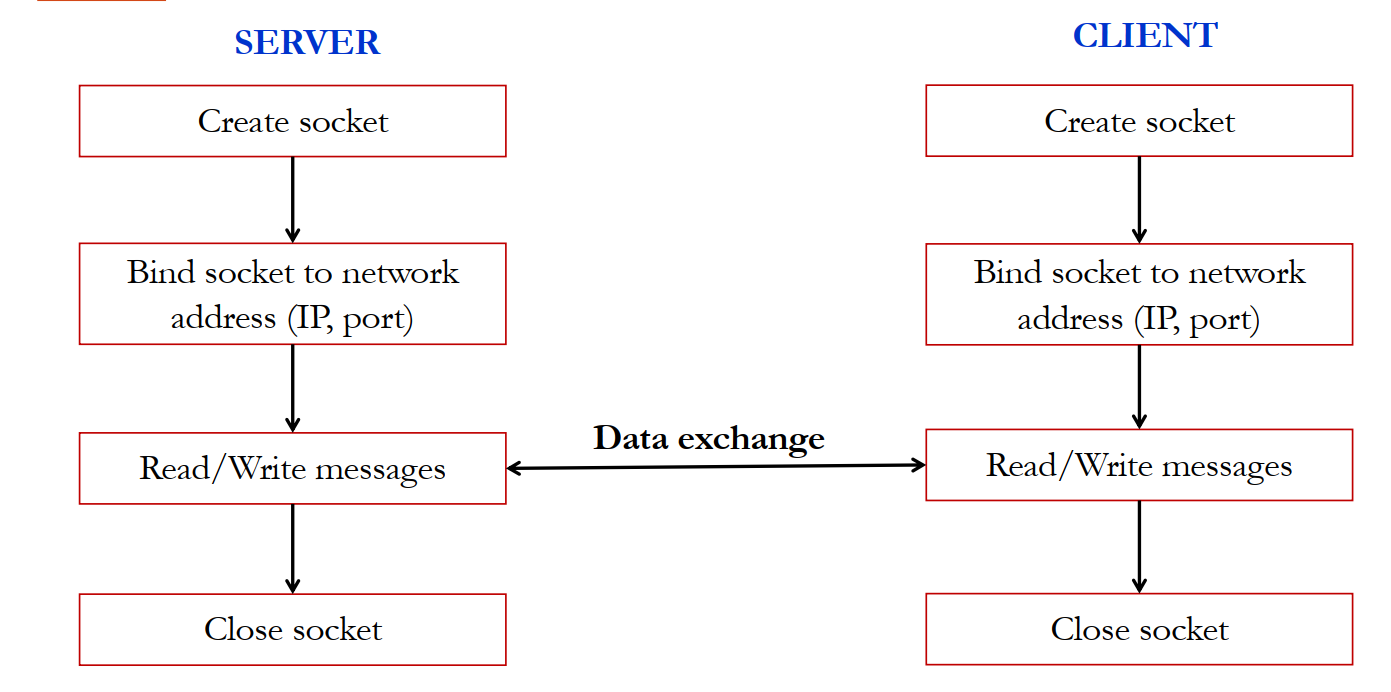 SERVER
Create socket
Bind socket to network
address (IP, port)
Read/Write messages
Close socket
Data exchange
CLIENT
Create socket
Bind socket to network
address (IP, port)
Read/Write messages
Close socket